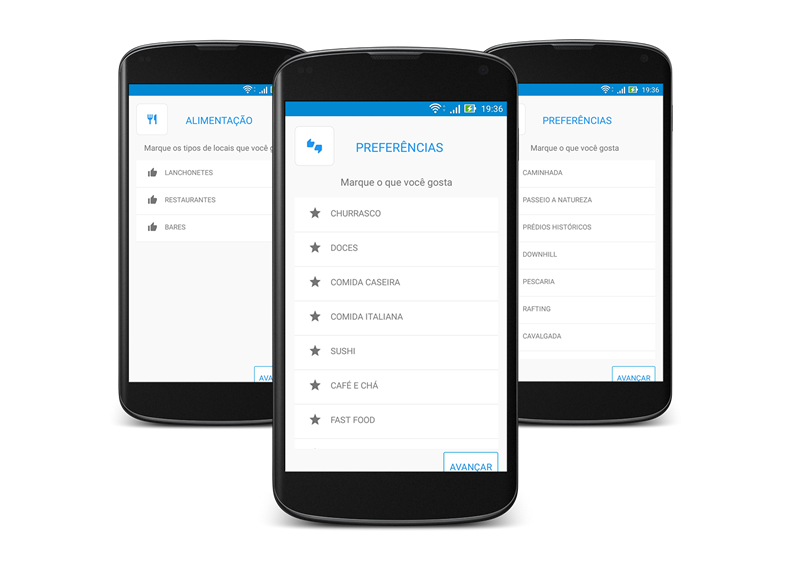 ALIMENTAÇÃO
Marque os tipos de locais que você
LANCHONETES
RESTAURANTES
BARES
19:36
PREFERÊNCIAS
Marque o que você gosta
CHURRASCO
DOCES
COMIDA CASEIRA
COMIDA ITALIANA
SUSHI
CAFÉ E CHÁ
FAST FOOD
AVANÇAR
19:36
PREFERÊNCIAS
Marque o que você gosta
CAMINHADA
PASSEIO A NATUREZA
PRÉDIOS HISTÓRICOS
DOWNHILL
PESCARIA
RAFTING
CAVALGADA
AVANÇAR